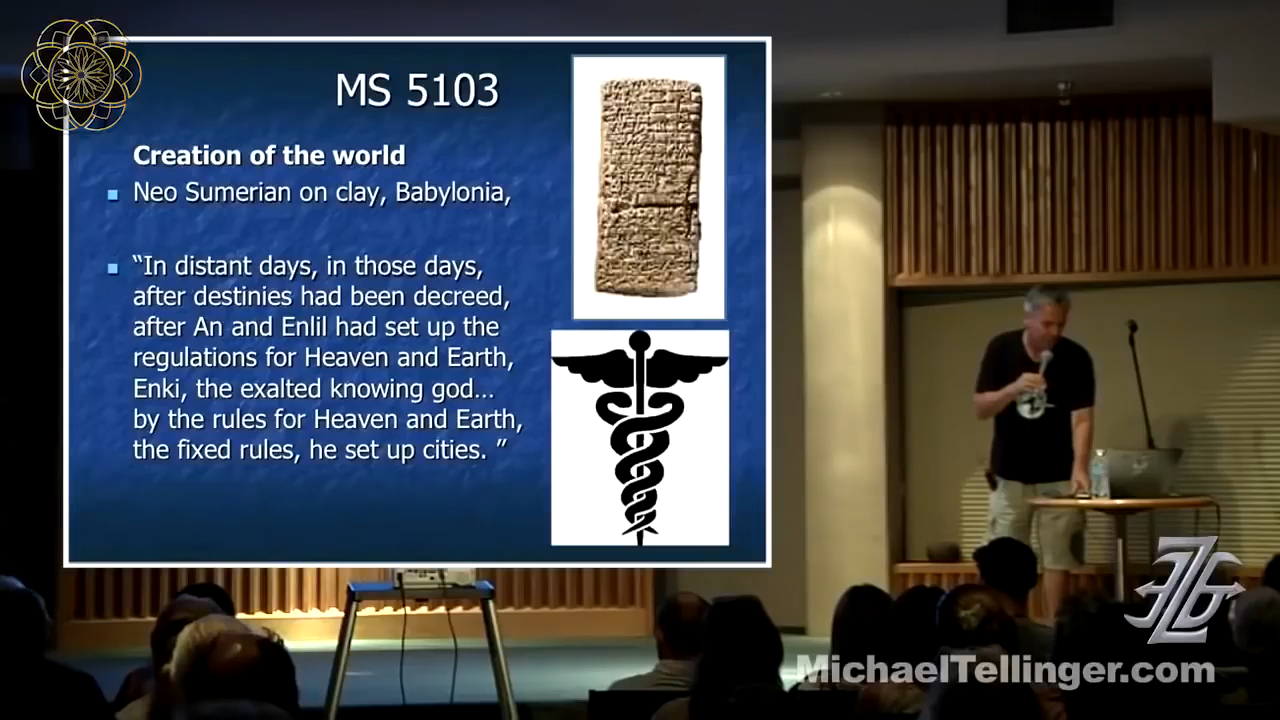 MS 5103
Creation of the world
Neo Sumerian on clay, Babylonia,
“In distant days, in those days,
after destinies had been decreed,
after An and Enlil had set up the
regulations for Heaven and Earth,
Enki, the exalted knowing god...
by the rules for Heaven and Earth,
the fixed rules, he set up cities. ”
MichaelTellinger.com